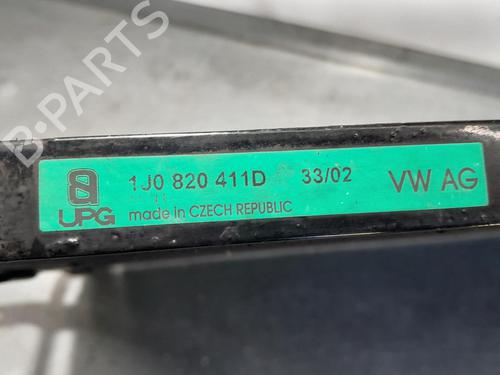 B-PARTS
1J0 820 411D 33/02 VW AG
UPG made in CZECH REPUBLIC